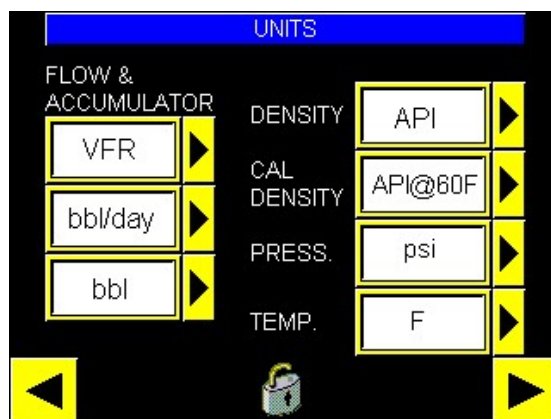 UNITS
FLOW &
ACCUMULATOR
VFR
bbl/day
bbl
DENSITY
API
CAL
DENSITY
API@60F
PRESS.
psi
TEMP.
F